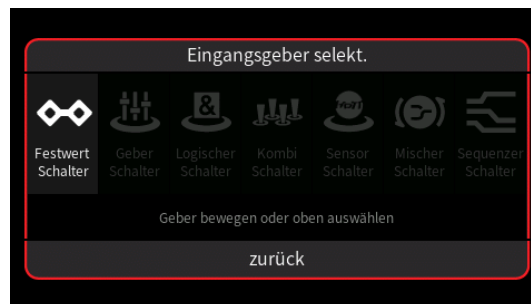 Eingangsgeber selekt.
&
Festwert Schalter
Geber Schalter
Logischer Schalter
Kombi Schalter
Sensor Schalter
Mischer Schalter
Sequenzer Schalter
Geber bewegen oder oben auswählen
zurück